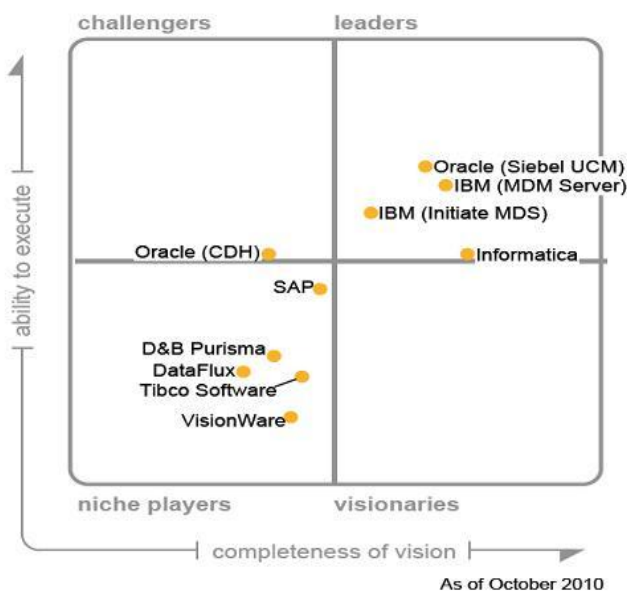 challengers
leaders
ability to execute
Oracle (Siebel UCM)
IBM (MDM Server)
IBM (Initiate MDS)
Oracle (CDH)
Informatica
SAP
D&B Purisma
DataFlux
Tibco Software
VisionWare
niche players
visionaries
completeness of vision
As of October 2010